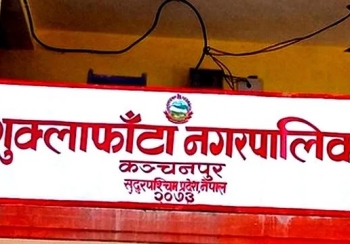 शुक्लाफाँटा नगरपालिका
कञ्चनपुर
सुदुरपश्चिम प्रदेश, नेपाल
२०७३